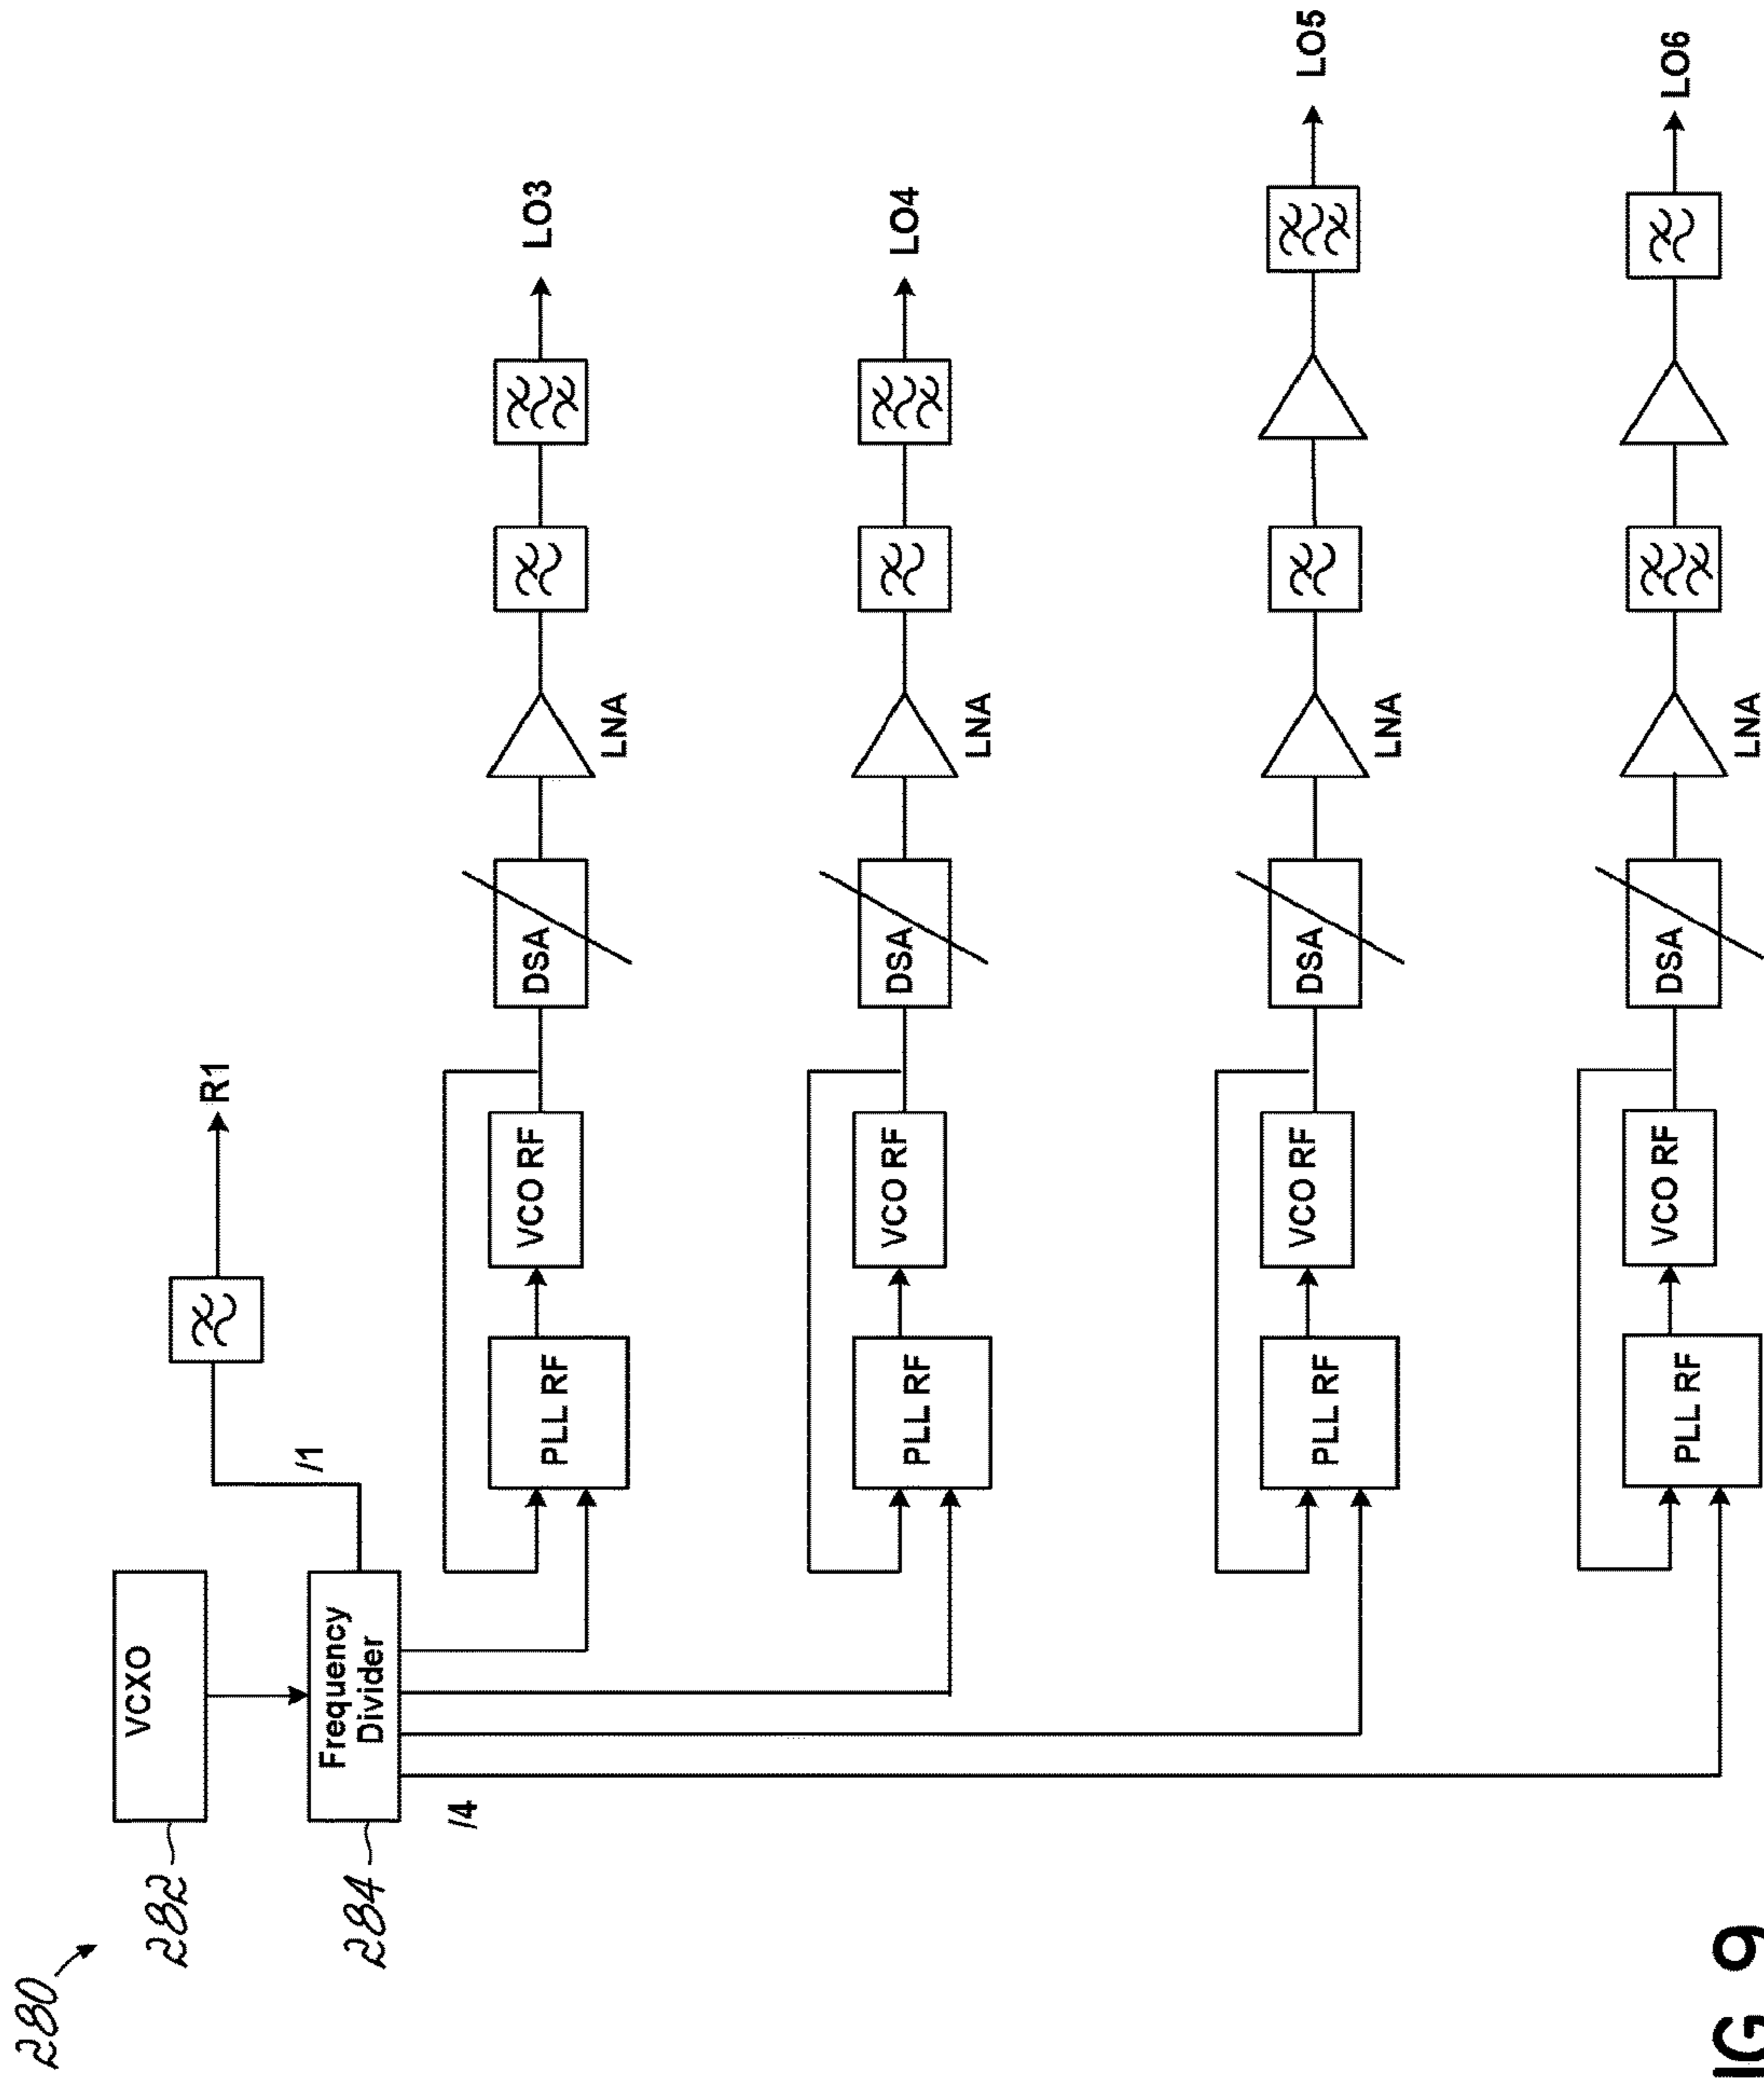 280
282
VCXO
284
Frequency
Divider
/1
R1
/4
PLL RF
VCO RF
DSA
LNA
LO3
PLL RF
VCO RF
DSA
LNA
LO4
PLL RF
VCO RF
DSA
LNA
LO5
PLL RF
VCO RF
DSA
LNA
LO6
IG 9